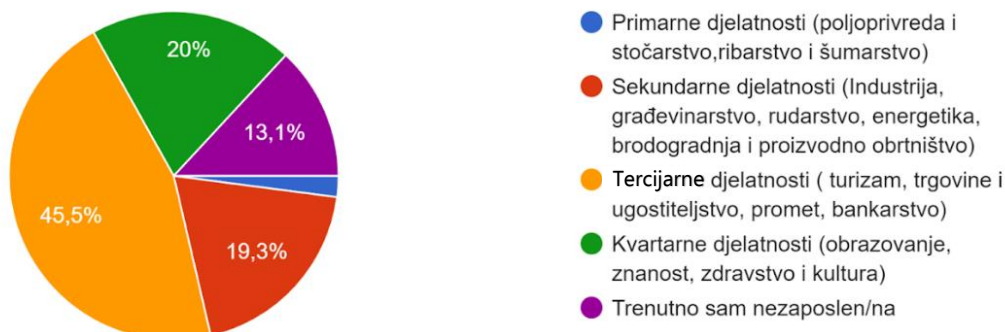 20%
13,1%
45,5%
19,3%
Primarne djelatnosti (poljoprivreda i
stočarstvo,ribarstvo i šumarstvo)
Sekundarne djelatnosti (Industrija,
građevinarstvo, rudarstvo, energetika,
brodogradnja i proizvodno obrtništvo)
Tercijarne djelatnosti ( turizam, trgovine i
ugostiteljstvo, promet, bankarstvo)
Kvartarne djelatnosti (obrazovanje,
znanost, zdravstvo i kultura)
Trenutno sam nezaposlen/na